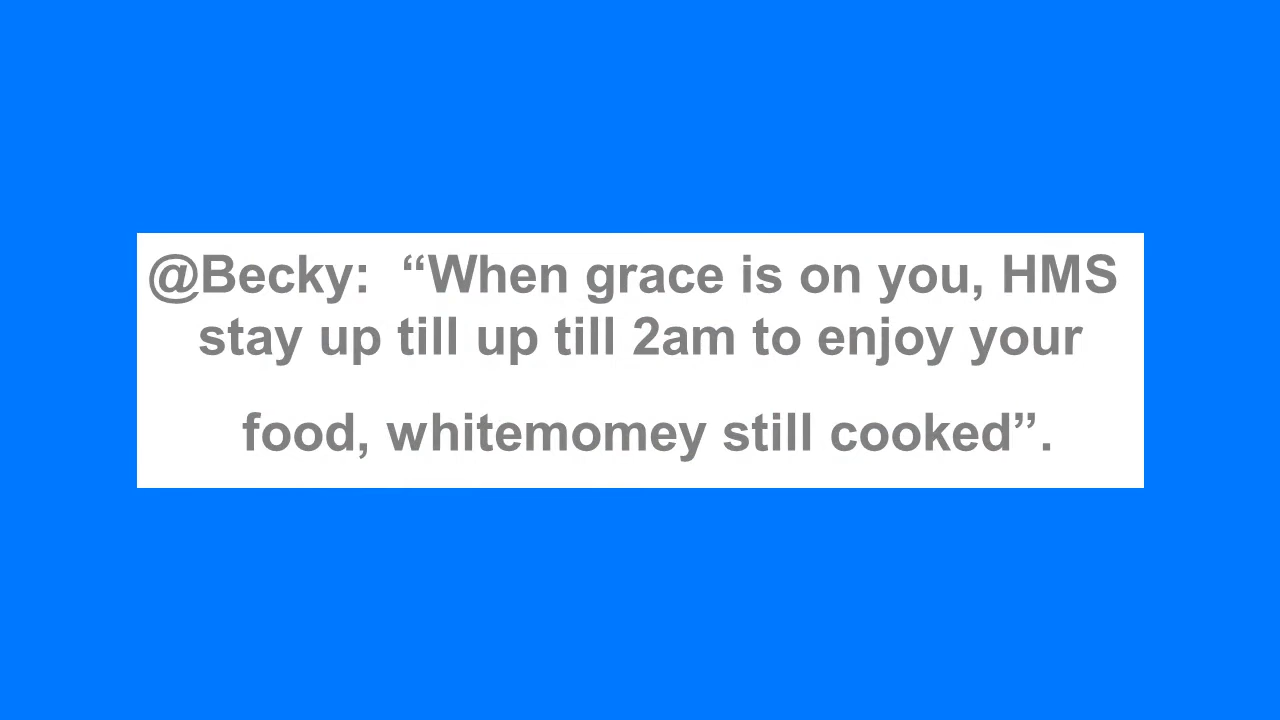 @Becky:  “When grace is on you, HMS
stay up till up till 2am to enjoy your
food, whitemomey still cooked”.